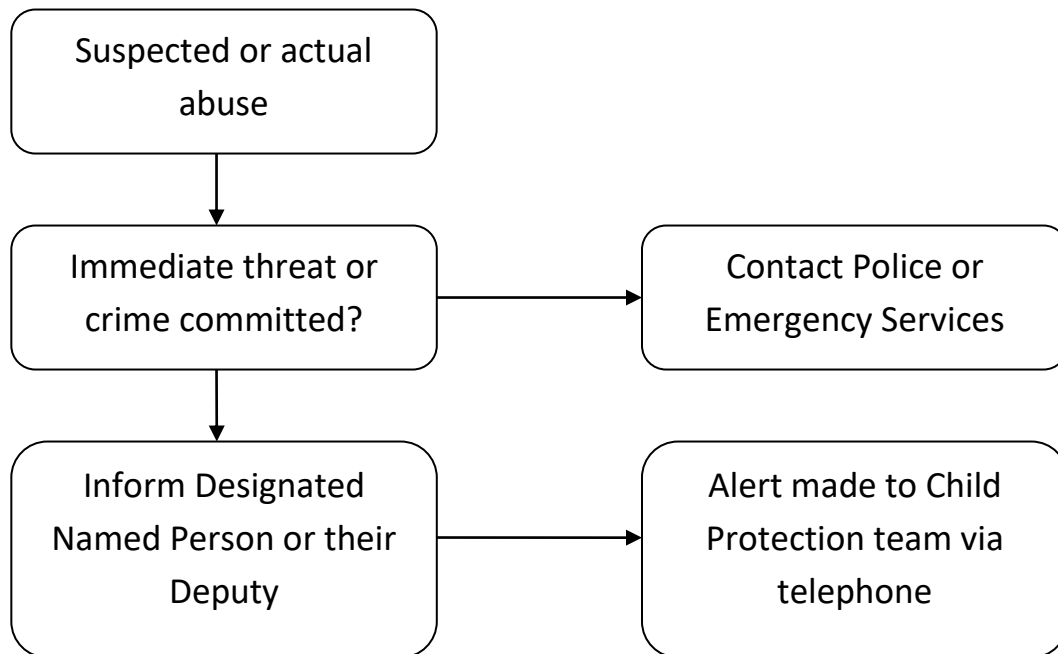 Suspected or actual
abuse
Immediate threat or
crime committed?
Contact Police or
Emergency Services
Inform Designated
Named Person or their
Deputy
Alert made to Child
Protection team via
telephone